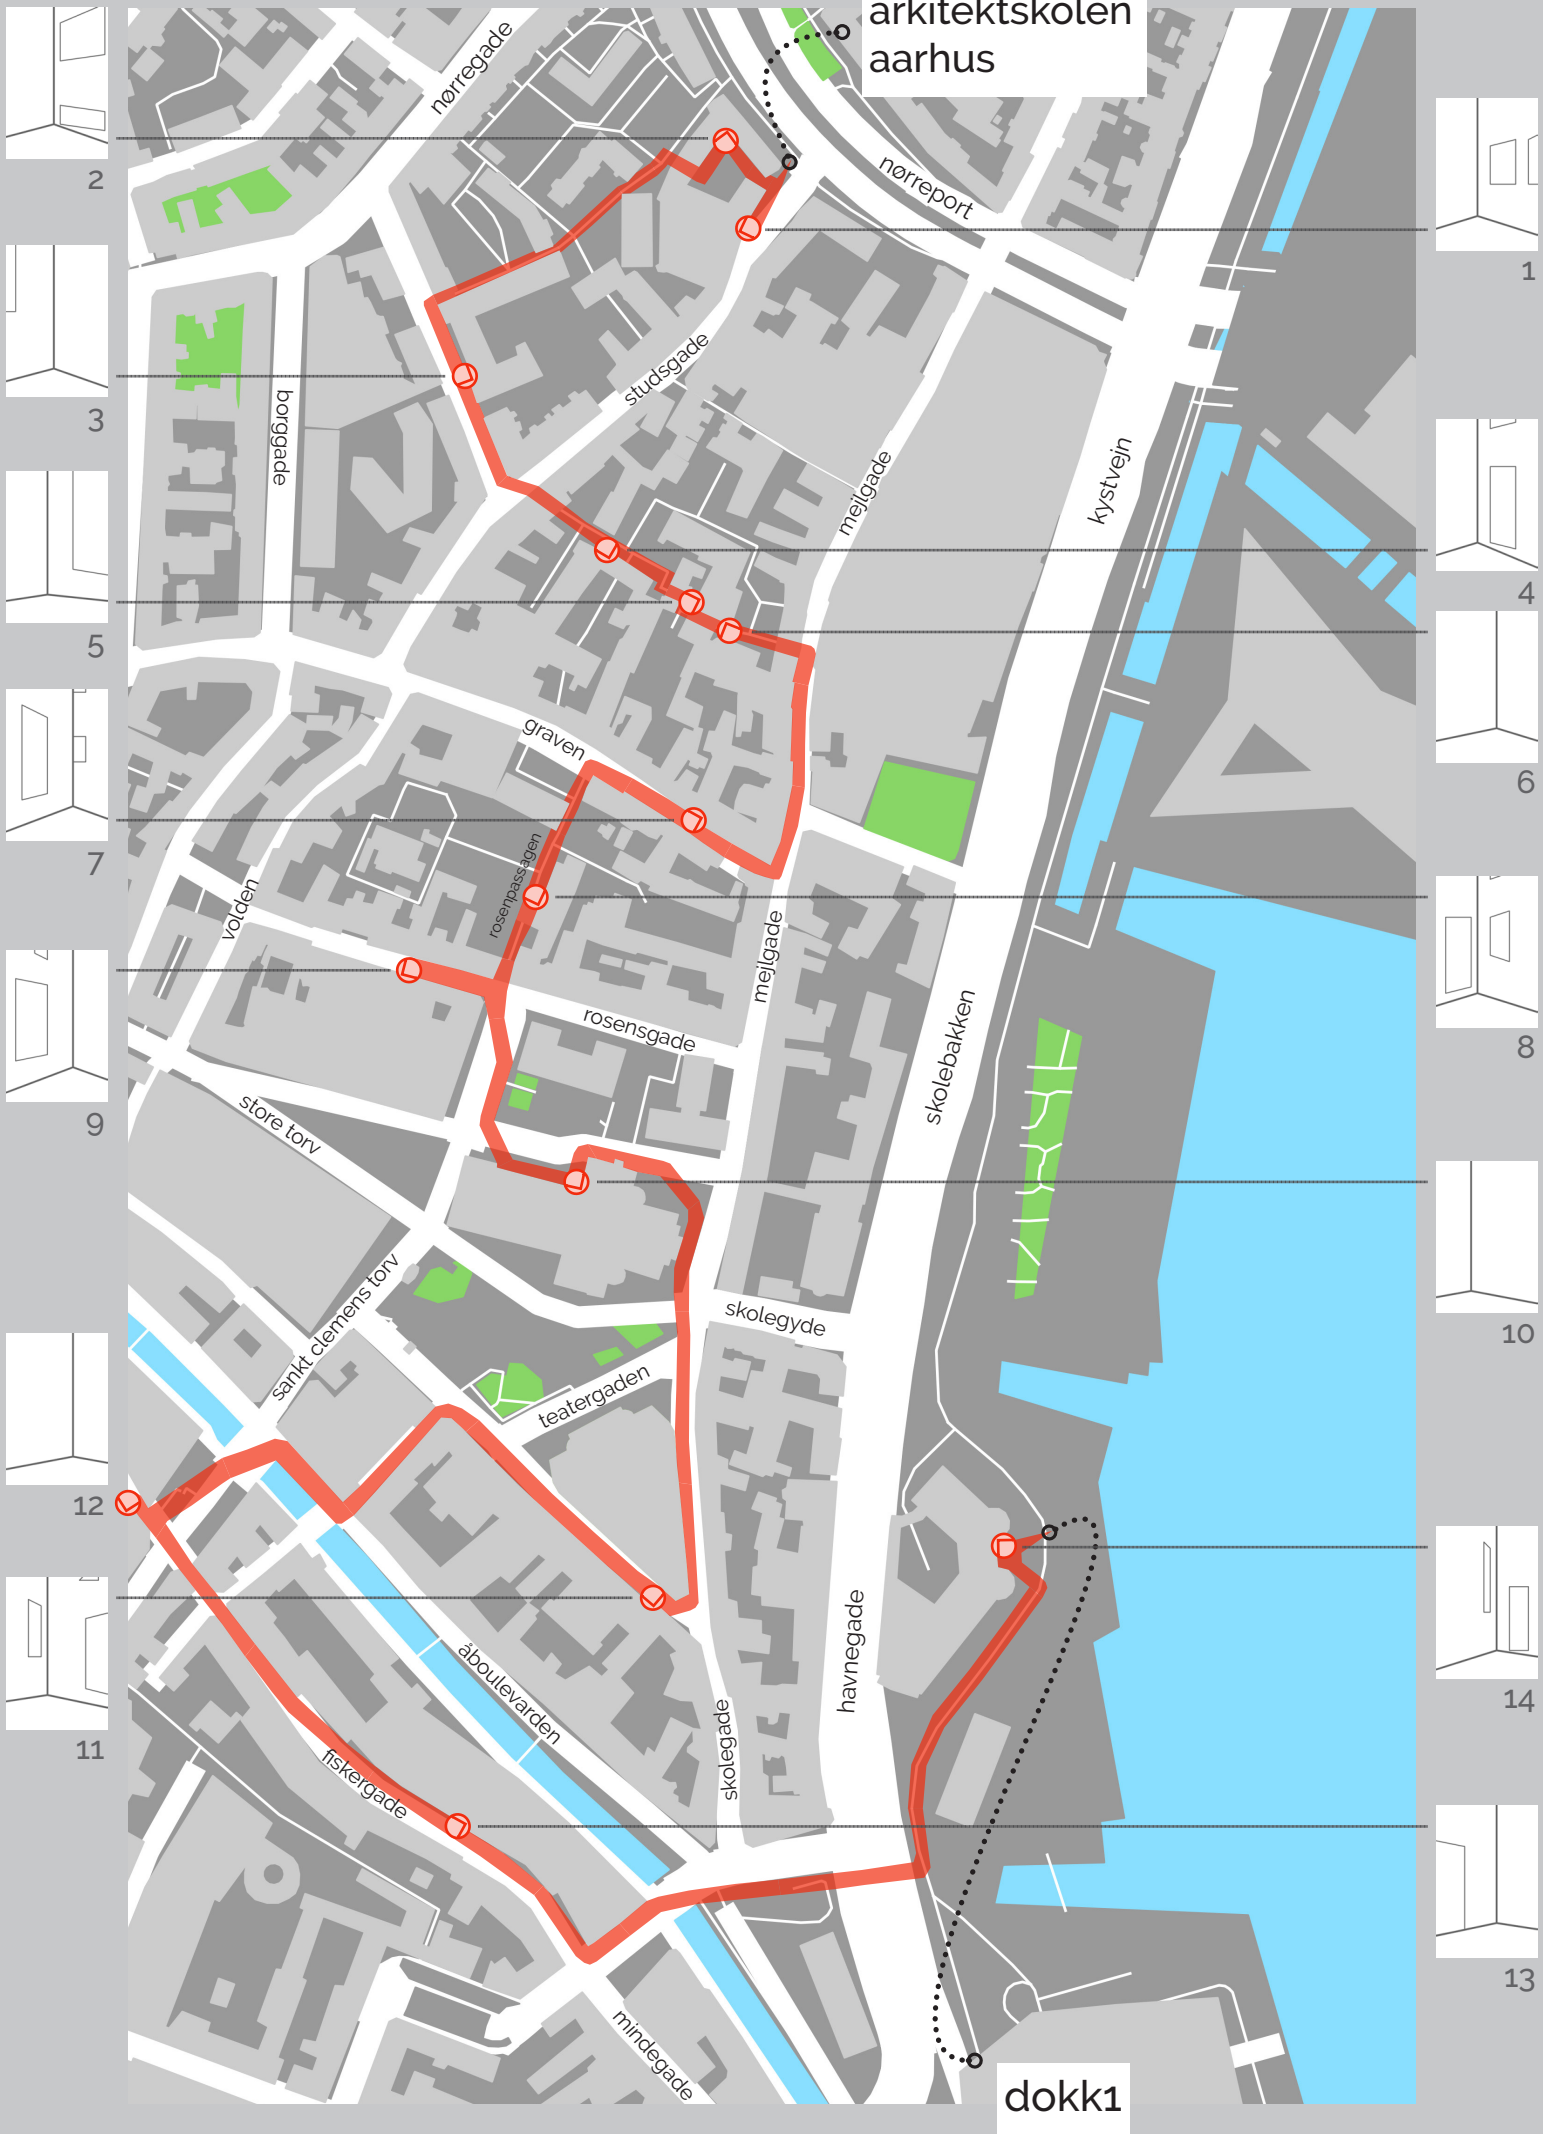 arkitektskolen
aarhus
nørregade
nørreport
2
1
3
borggade
studsgade
mejlgade
kystvejn
4
5
graven
6
7
rosenpassagen
volden
mejlgade
skolebakken
8
rosensgade
9
store torv
sankt clemens torv
skolegyde
10
teatergaden
12
åboulevarden
havnegade
14
skolegade
11
fiskergade
13
mindegade
dokk1